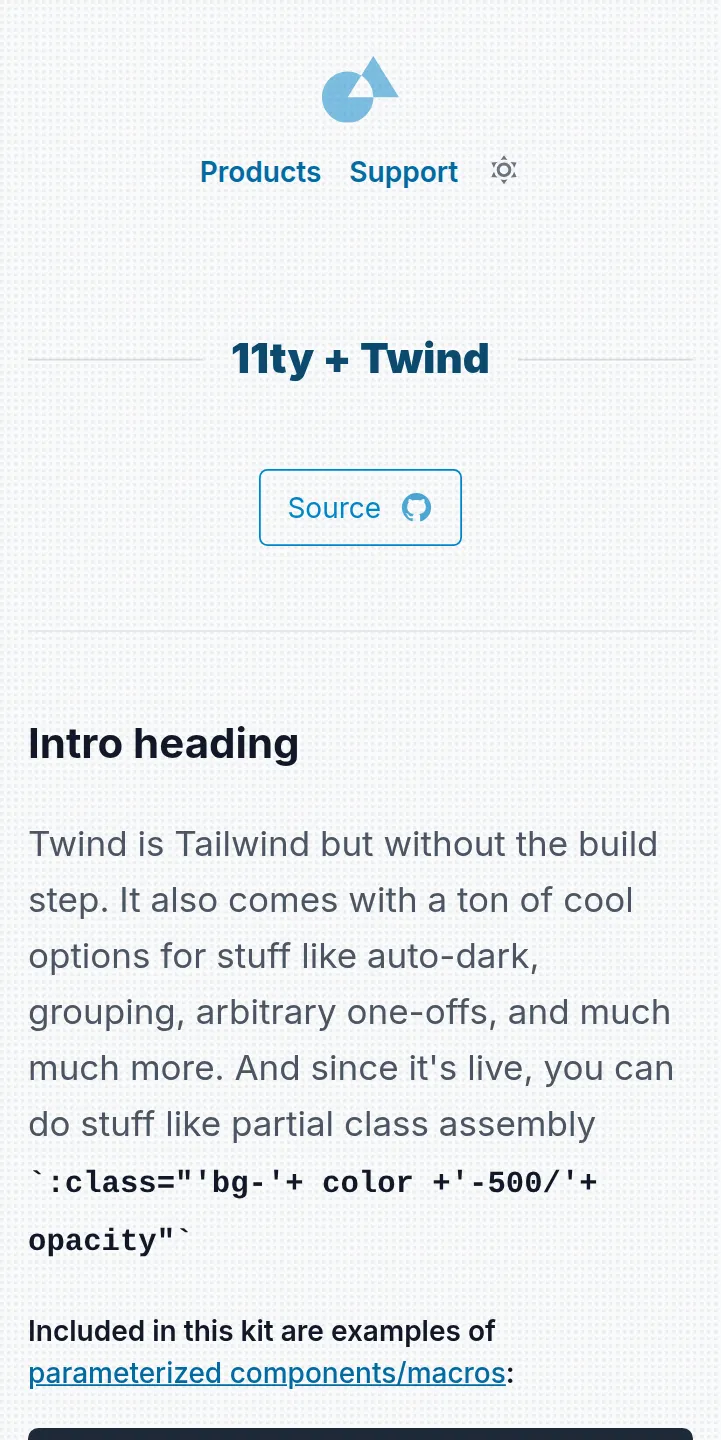 Products Support
11ty + Twind
Source
Intro heading
Twind is Tailwind but without the build
step. It also comes with a ton of cool
options for stuff like auto-dark,
grouping, arbitrary one-offs, and much
much more. And since it's live, you can
do stuff like partial class assembly
`:class="'bg-'+ color +'-500/'+
opacity"`
Included in this kit are examples of
parameterized components/macros: